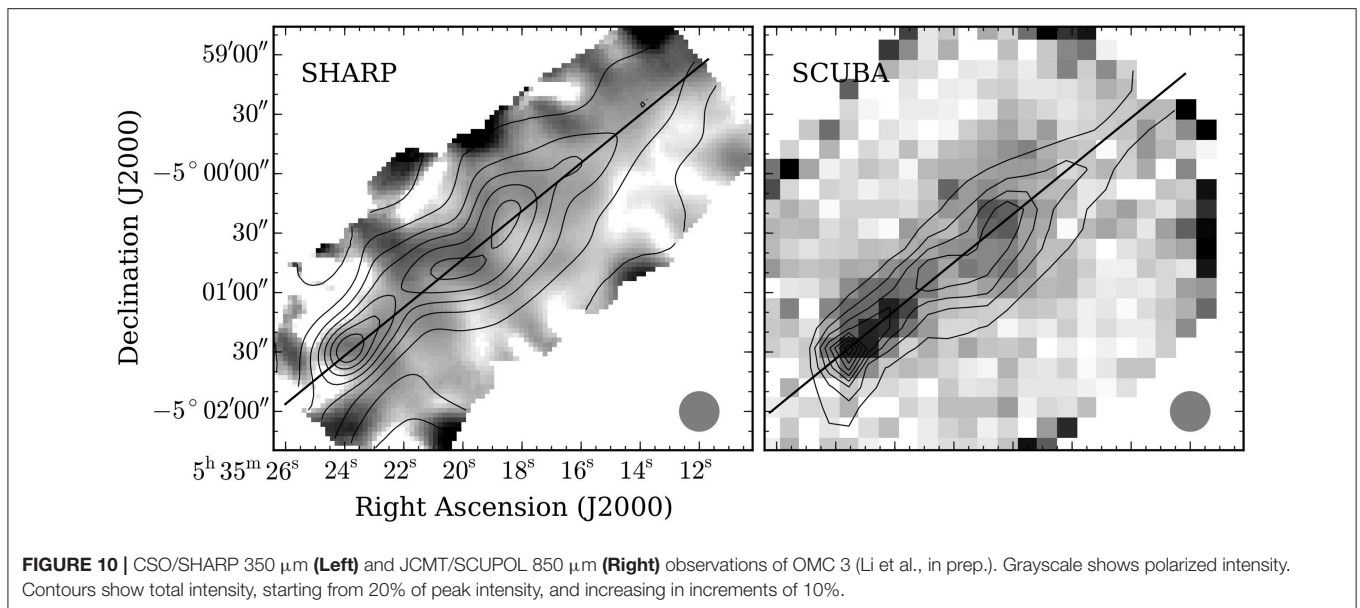 SHARP
SCUBA
Declination (J2000)
59′00″
30″
−5° 00′00″
30″
01′00″
30″
−5° 02′00″
5ʰ 35ᵐ 26ˢ 24ˢ 22ˢ 20ˢ 18ˢ 16ˢ 14ˢ 12ˢ
Right Ascension (J2000)
FIGURE 10 | CSO/SHARP 350 μm (Left) and JCMT/SCUPOL 850 μm (Right) observations of OMC 3 (Li et al., in prep.). Grayscale shows polarized intensity.
Contours show total intensity, starting from 20% of peak intensity, and increasing in increments of 10%.